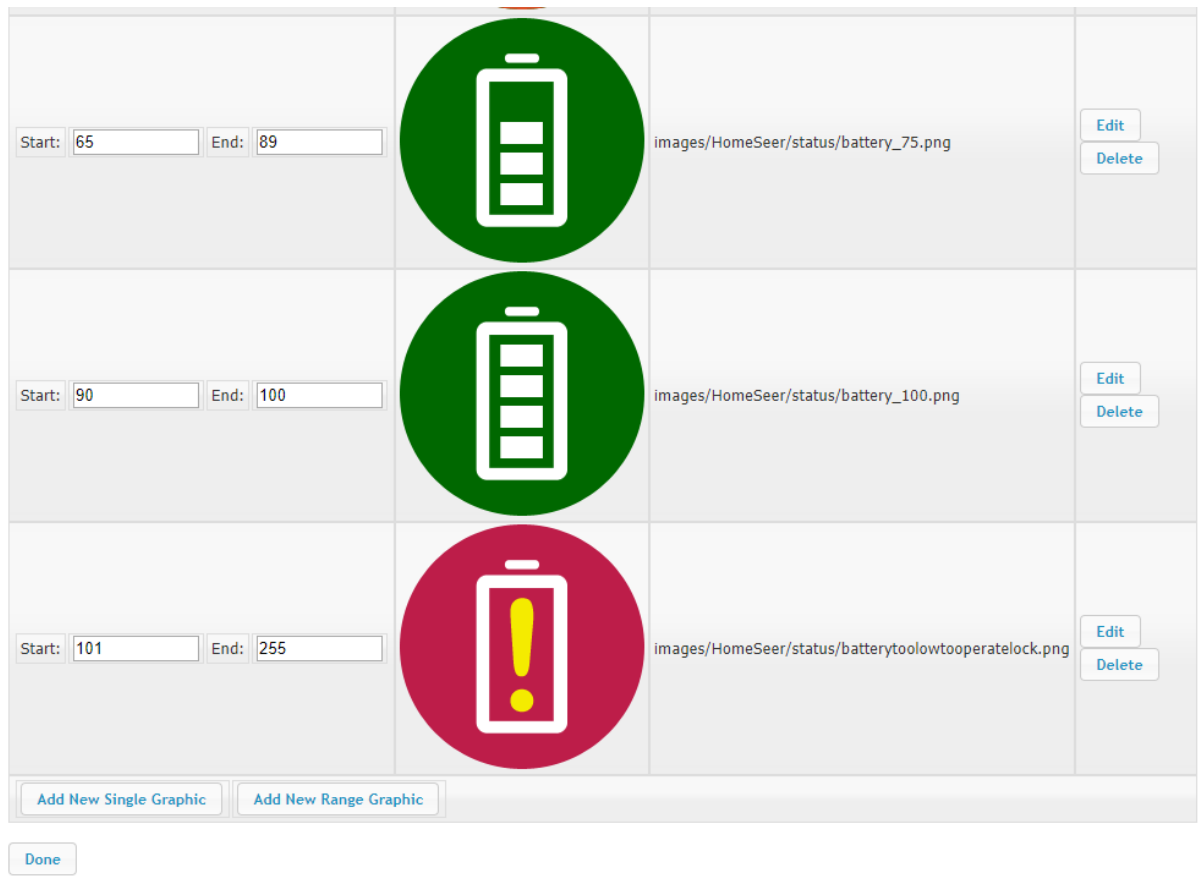 Start: 65 End: 89 images/HomeSeer/status/battery_75.png Edit
Delete
Start: 90 End: 100 images/HomeSeer/status/battery_100.png Edit
Delete
Start: 101 End: 255 images/HomeSeer/status/batterytoolowtooperatelock.png Edit
Delete
Add New Single Graphic Add New Range Graphic
Done